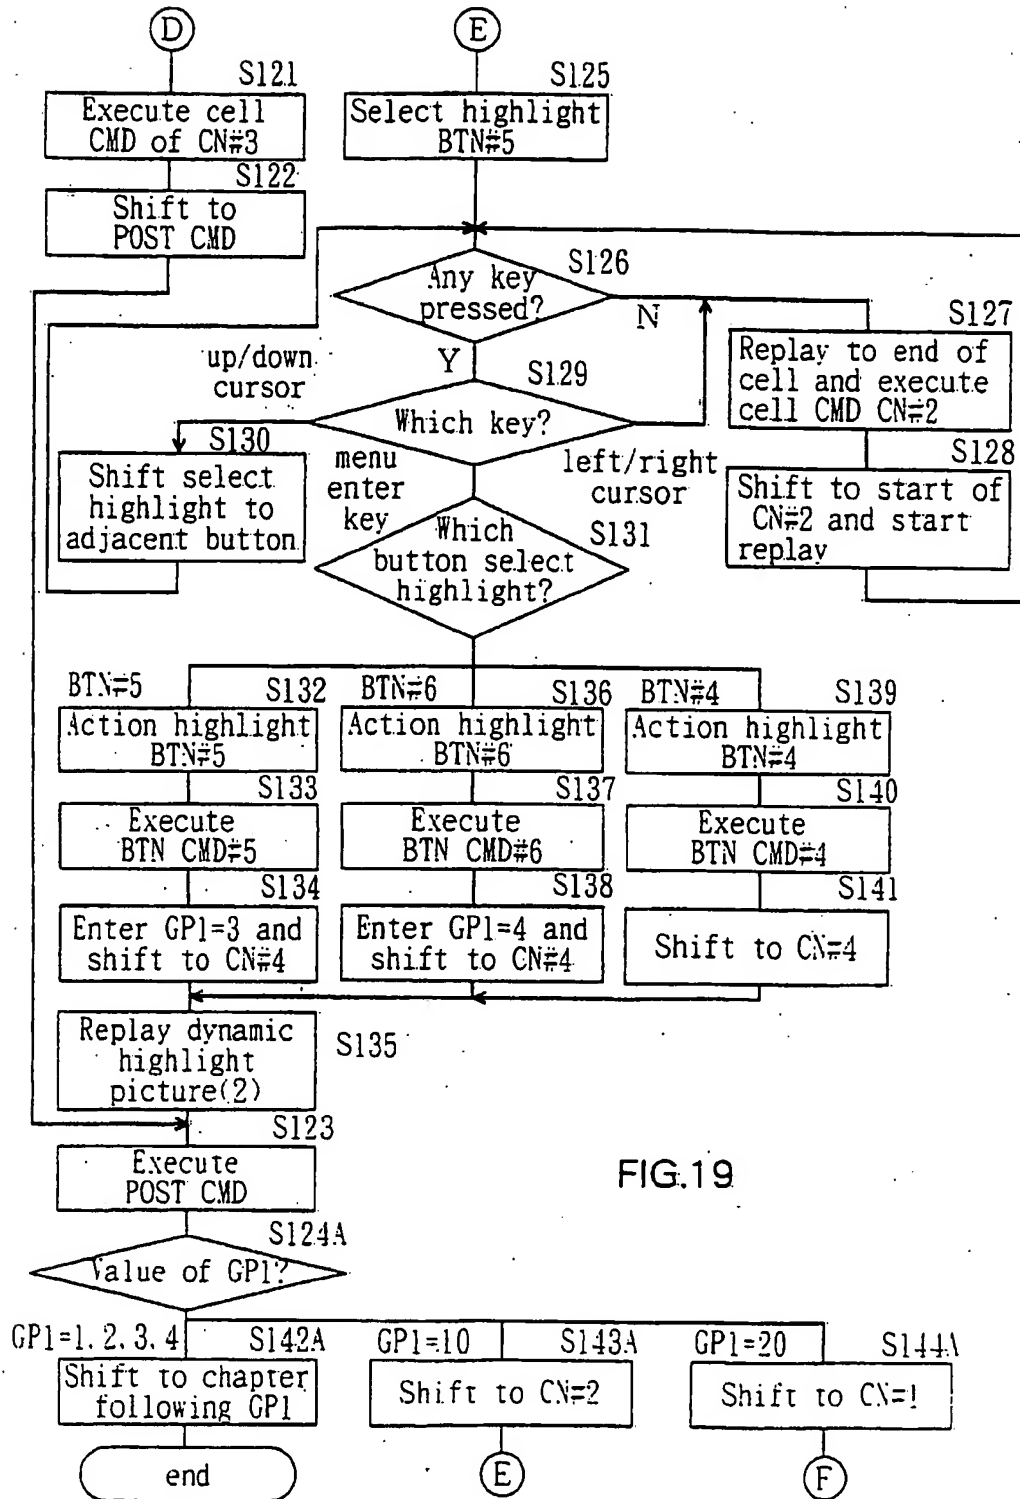 D
E
S121
S125
Execute cell
CMD of CN#3
Select highlight
BTN#5
S122
Shift to
POST CMD
S126
Any key
pressed?
N
Y
S127
Replay to end of
cell and execute
cell CMD CN#2
up/down
cursor
S129
Which key?
S130
Shift select
highlight to
adjacent button
menu
enter
key
left/right
cursor
S128
Shift to start of
CN#2 and start
replay
S131
Which
button select
highlight?
BTN#5
S132
BTN#6
S136
BTN#4
S139
Action highlight
BTN#5
Action highlight
BTN#6
Action highlight
BTN#4
S133
S137
S140
Execute
BTN CMD#5
Execute
BTN CMD#6
Execute
BTN CMD#4
S134
S138
S141
Enter GP1=3 and
shift to CN#4
Enter GP1=4 and
shift to CN#4
Shift to CN#4
Replay dynamic
highlight
picture(2)
S135
S123
Execute
POST CMD
FIG.19
S124A
Value of GP1?
GP1=1, 2, 3, 4
S142A
GP1=10
S143A
GP1=20
S144A
Shift to chapter
following GP1
Shift to CN=2
Shift to CN=1
end
E
F